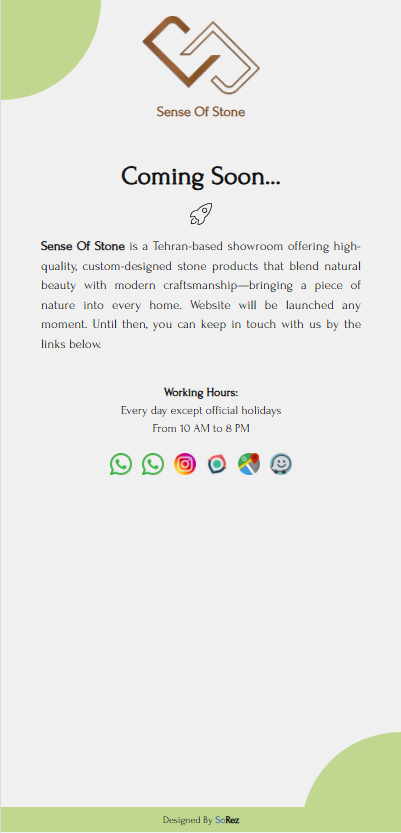 Sense Of Stone
Coming Soon...
Sense Of Stone is a Tehran-based showroom offering high-
quality, custom-designed stone products that blend natural
beauty with modern craftsmanship—bringing a piece of
nature into every home. Website will be launched any
moment. Until then, you can keep in touch with us by the
links below.
Working Hours:
Every day except official holidays
From 10 AM to 8 PM
Designed By SoRez